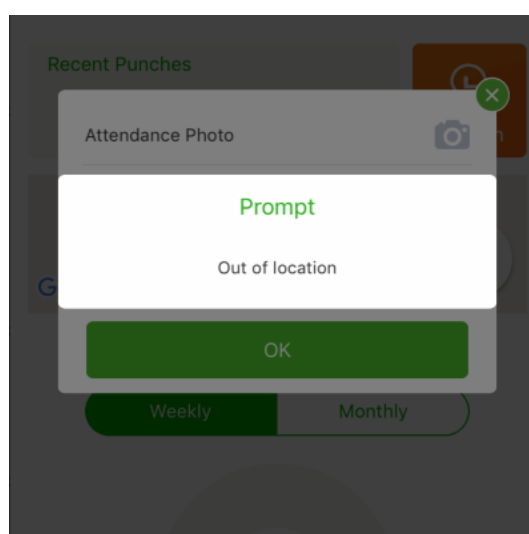 Recent Punches
Attendance Photo
Prompt
Out of location
OK
Weekly
Monthly